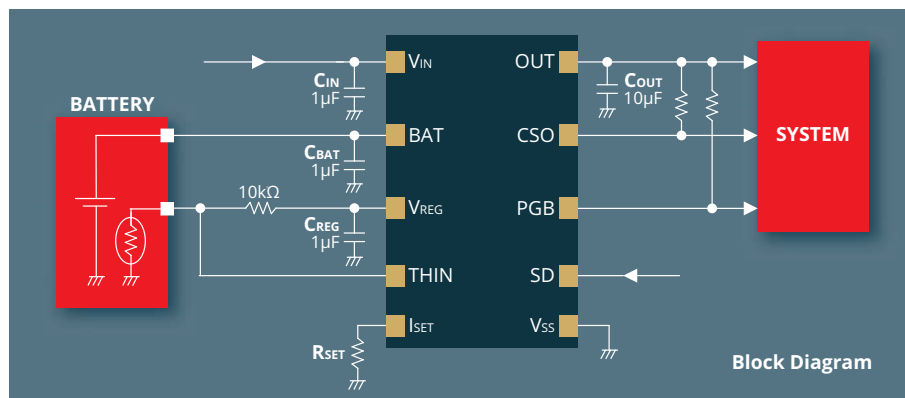 BATTERY
10kΩ
CIN
1µF
CBAT
1µF
CREG
1µF
RSET
VIN
BAT
VREG
THIN
ISET
OUT
CSO
PGB
SD
VSS
COUT
10µF
SYSTEM
Block Diagram